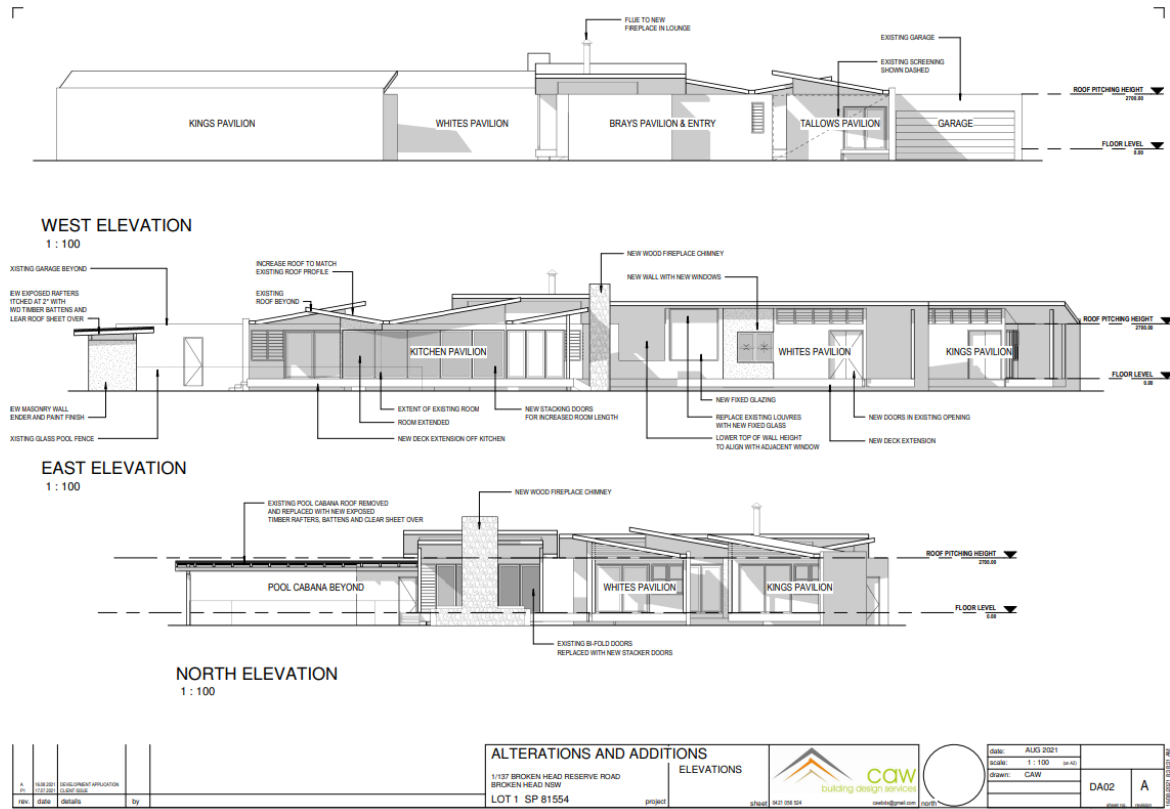 FLUE TO NEW
FIREPLACE IN LOUNGE
EXISTING GARAGE
EXISTING SCREENING
SHOWN DASHED
ROOF PITCHING HEIGHT
2700.00
KINGS PAVILION
WHITES PAVILION
BRAYS PAVILION & ENTRY
TALLOWS PAVILION
GARAGE
FLOOR LEVEL
0.00
WEST ELEVATION
1 : 100
XISTING GARAGE BEYOND
EW EXPOSED RAFTERS
ITCHED AT 2° WITH
WD TIMBER BATTENS AND
LEAR ROOF SHEET OVER
INCREASE ROOF TO MATCH
EXISTING ROOF PROFILE
EXISTING
ROOF BEYOND
NEW WOOD FIREPLACE CHIMNEY
NEW WALL WITH NEW WINDOWS
ROOF PITCHING HEIGHT
2700.00
KITCHEN PAVILION
WHITES PAVILION
KINGS PAVILION
FLOOR LEVEL
0.00
EW MASONRY WALL
ENDER AND PAINT FINISH
XISTING GLASS POOL FENCE
EXTENT OF EXISTING ROOM
ROOM EXTENDED
NEW DECK EXTENSION OFF KITCHEN
NEW STACKING DOORS
FOR INCREASED ROOM LENGTH
NEW FIXED GLAZING
REPLACE EXISTING LOUVRES
WITH NEW FIXED GLASS
LOWER TOP OF WALL HEIGHT
TO ALIGN WITH ADJACENT WINDOW
NEW DOORS IN EXISTING OPENING
NEW DECK EXTENSION
EAST ELEVATION
1 : 100
EXISTING POOL CABANA ROOF REMOVED
AND REPLACED WITH NEW EXPOSED
TIMBER RAFTERS, BATTENS AND CLEAR SHEET OVER
NEW WOOD FIREPLACE CHIMNEY
ROOF PITCHING HEIGHT
2700.00
POOL CABANA BEYOND
WHITES PAVILION
KINGS PAVILION
FLOOR LEVEL
0.00
EXISTING BI-FOLD DOORS
REPLACED WITH NEW STACKER DOORS
NORTH ELEVATION
1 : 100
A DEVELOPMENT APPLICATION
P1 CLIENT ISSUE
rev. date details by
ALTERATIONS AND ADDITIONS
1/137 BROKEN HEAD RESERVE ROAD
BROKEN HEAD NSW
LOT 1 SP 81554
project
ELEVATIONS
sheet
caw
building design services
north
date: AUG 2021
scale: 1 : 100
drawn: CAW
DA02
sheet no.
A
revision